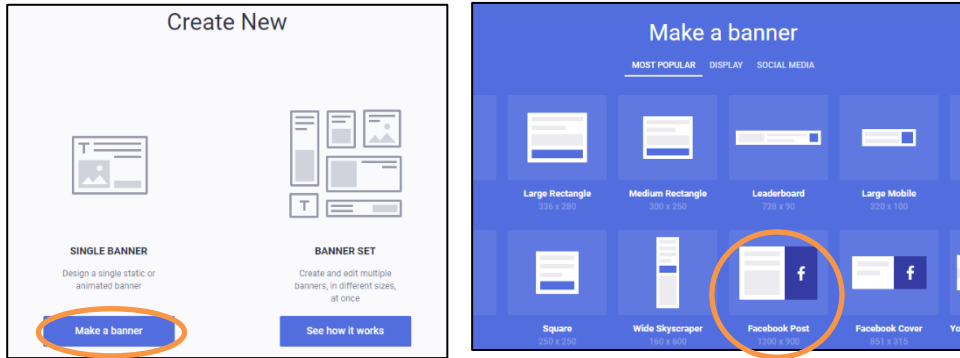 Create New
SINGLE BANNER
Design a single static or
animated banner
Make a banner
BANNER SET
Create and edit multiple
banners, in different sizes,
at once
See how it works
Make a banner
MOST POPULAR DISPLAY SOCIAL MEDIA
Large Rectangle
336 x 280
Medium Rectangle
300 x 250
Leaderboard
728 x 90
Large Mobile
320 x 100
Square
250 x 250
Wide Skyscraper
160 x 600
Facebook Post
1200 x 900
Facebook Cover
851 x 315
Yo